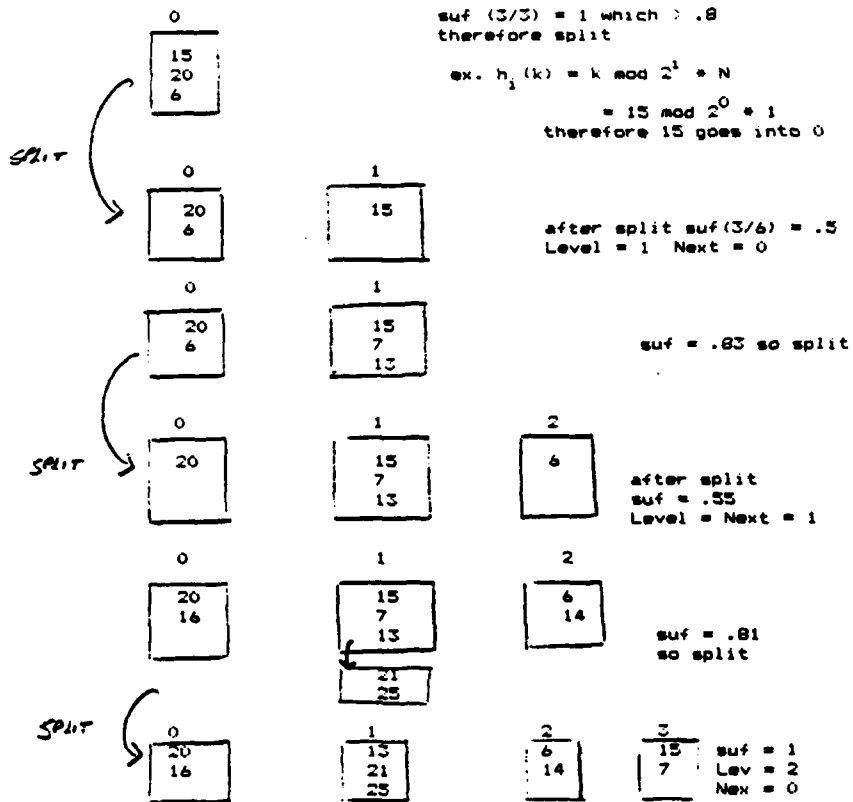 0
suf (3/3) = 1 which > .8
therefore split
15
20
6
ex. h i (k) = k mod 2^1 * N
= 15 mod 2^0 * 1
therefore 15 goes into 0
SPLIT
0 1
20 15
6
after split suf(3/6) = .5
Level = 1 Next = 0
0 1
20 15
6 7
13
suf = .83 so split
SPLIT
0 1 2
20 15 6
7
13
after split
suf = .55
Level = Next = 1
0 1 2
20 15 6
16 7 14
13
suf = .81
so split
21
25
SPLIT
0 1 2 3
20 13 6 15 suf = 1
16 21 14 7 Lev = 2
25 Nex = 0